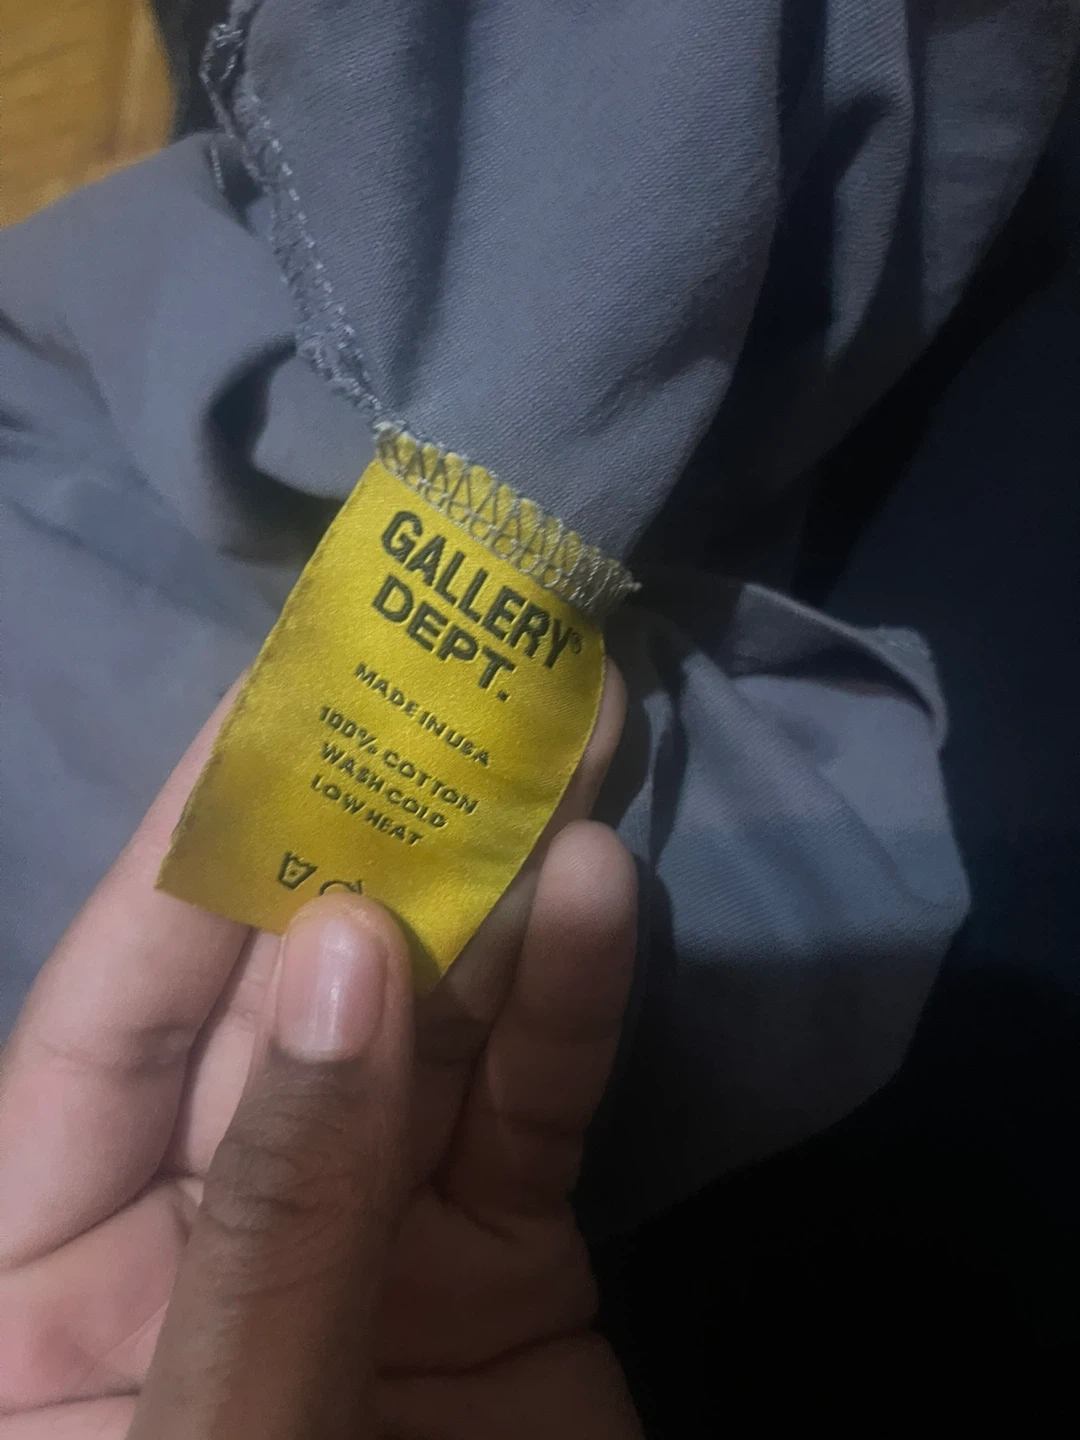 GALLERY®
DEPT.
MADE IN USA
100% COTTON
WASH COLD
LOW HEAT